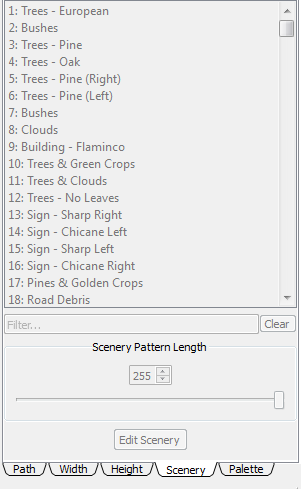 1: Trees - European
2: Bushes
3: Trees - Pine
4: Trees - Oak
5: Trees - Pine (Right)
6: Trees - Pine (Left)
7: Bushes
8: Clouds
9: Building - Flaminco
10: Trees & Green Crops
11: Trees & Clouds
12: Trees - No Leaves
13: Sign - Sharp Right
14: Sign - Chicane Left
15: Sign - Sharp Left
16: Sign - Chicane Right
17: Pines & Golden Crops
18: Road Debris
Filter... Clear
Scenery Pattern Length
255
Edit Scenery
Path Width Height Scenery Palette